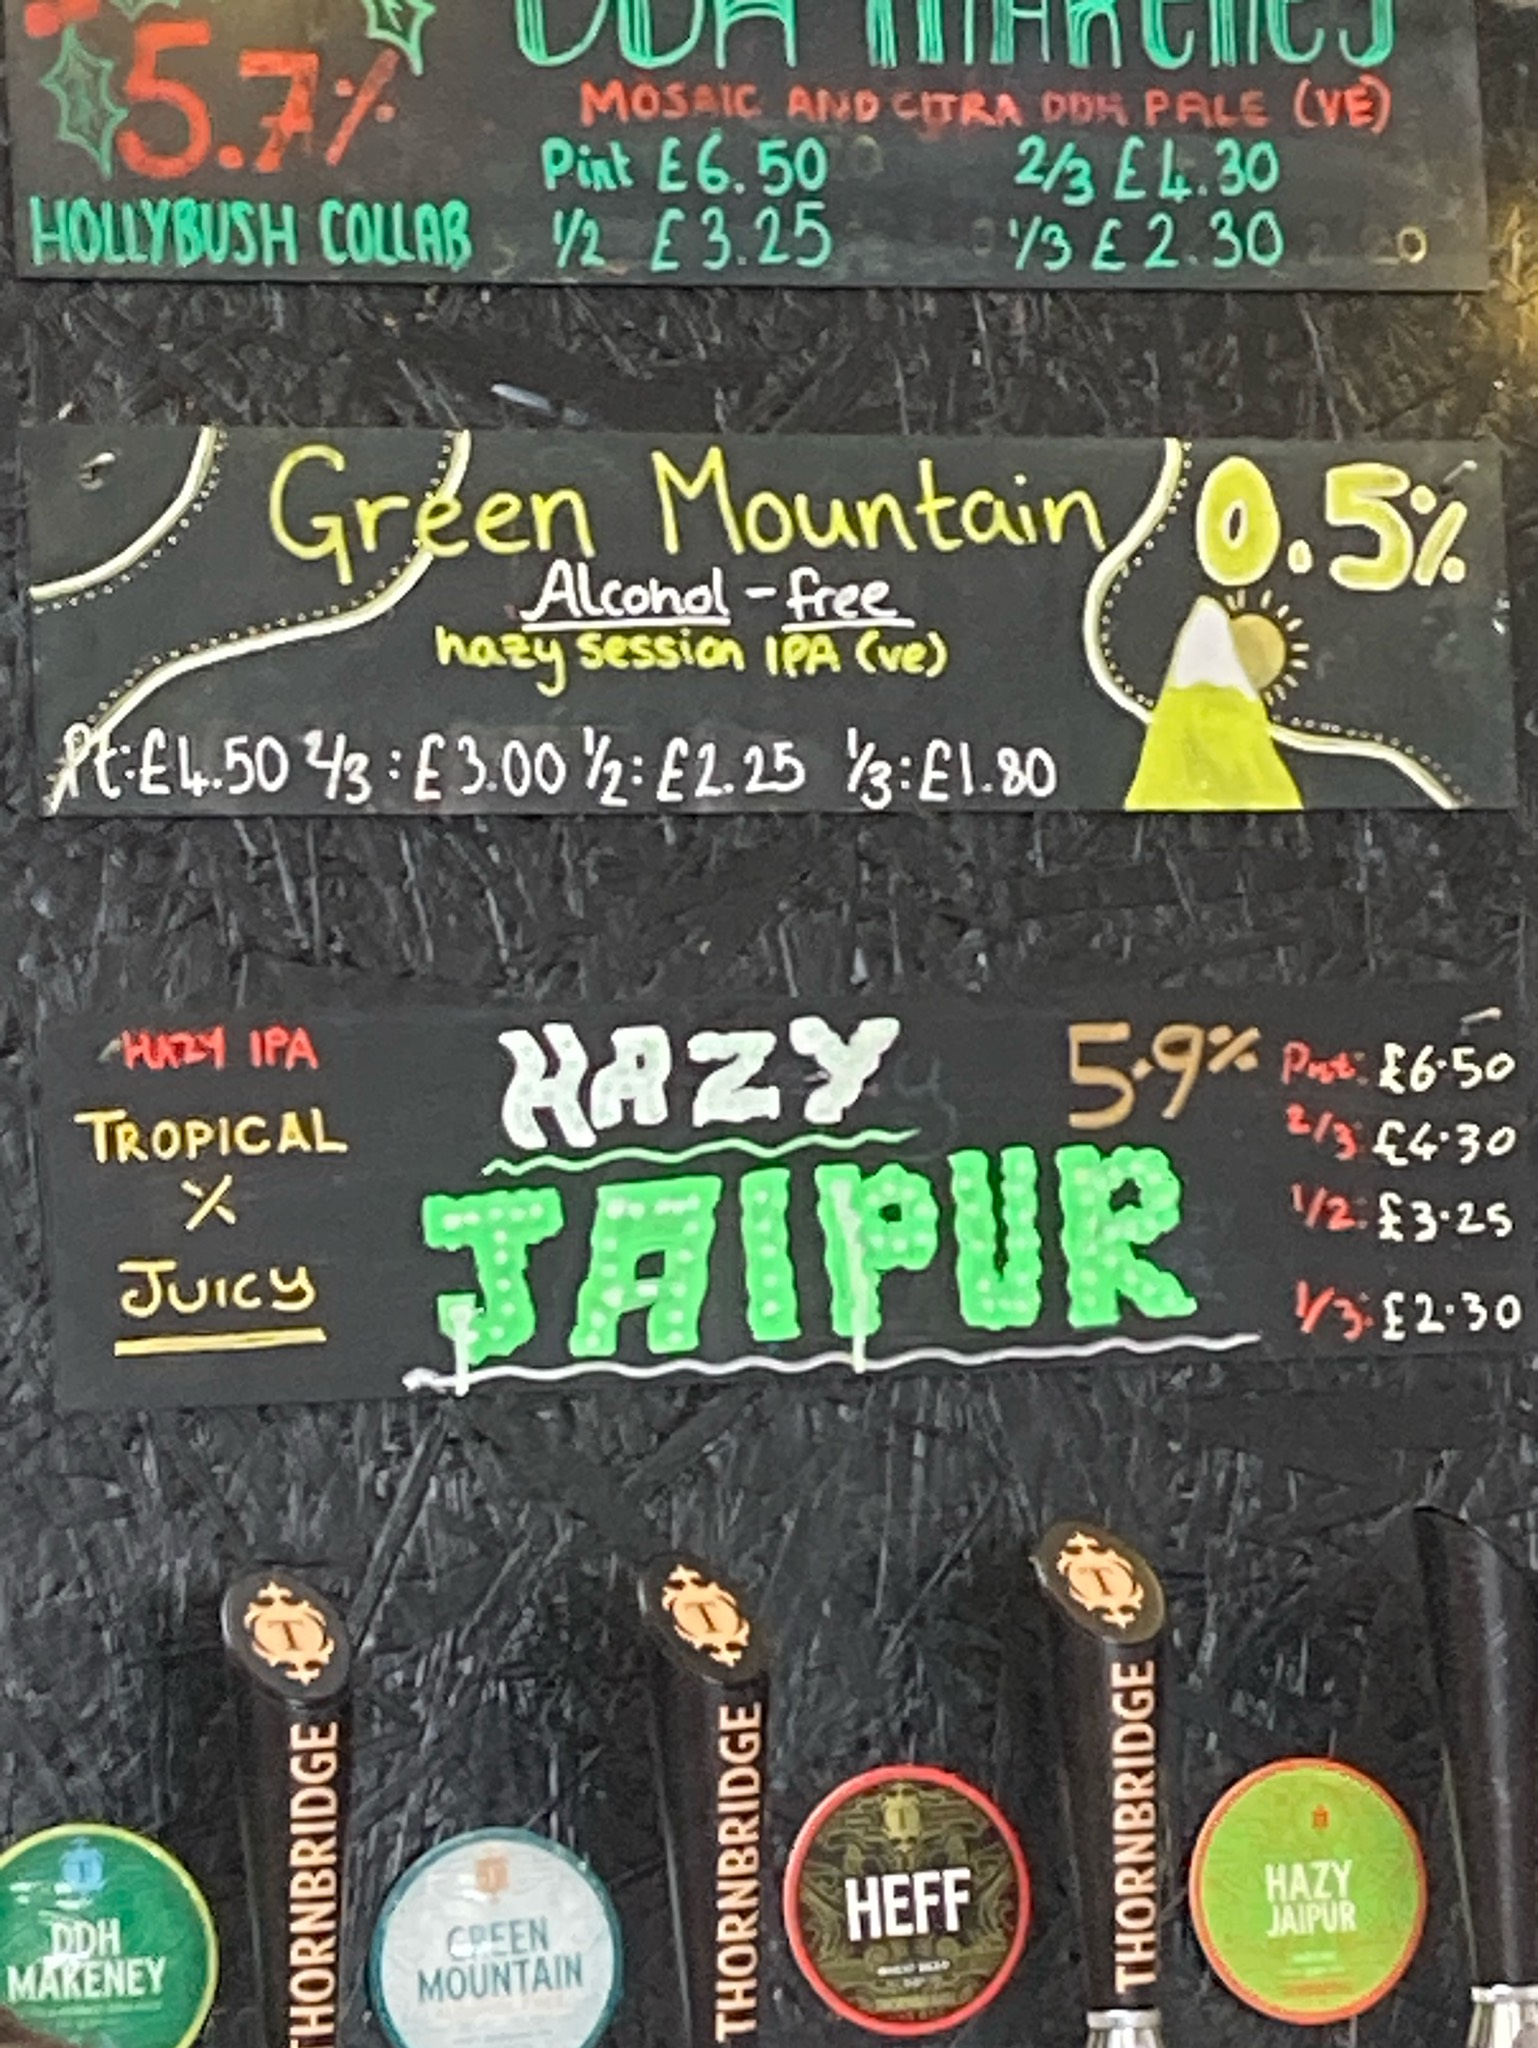 5.7%
DDH MAKENEY
MOSAIC AND CITRA DDH PALE (VE)
Pint £6.50 2/3 £4.30
HOLLYBUSH COLLAB 1/2 £3.25 1/3 £2.30
Green Mountain 0.5%
Alcohol-free
hazy session IPA (ve)
Pt:£4.50 2/3:£3.00 1/2:£2.25 1/3:£1.80
HAZY IPA
TROPICAL
X
JUICY
HAZY
JAIPUR
5.9%
Pint: £6.50
2/3: £4.30
1/2: £3.25
1/3: £2.30
T
THORNBRIDGE
T
THORNBRIDGE
T
THORNBRIDGE
DDH
MAKENEY
GREEN
MOUNTAIN
HEFF
HAZY
JAIPUR